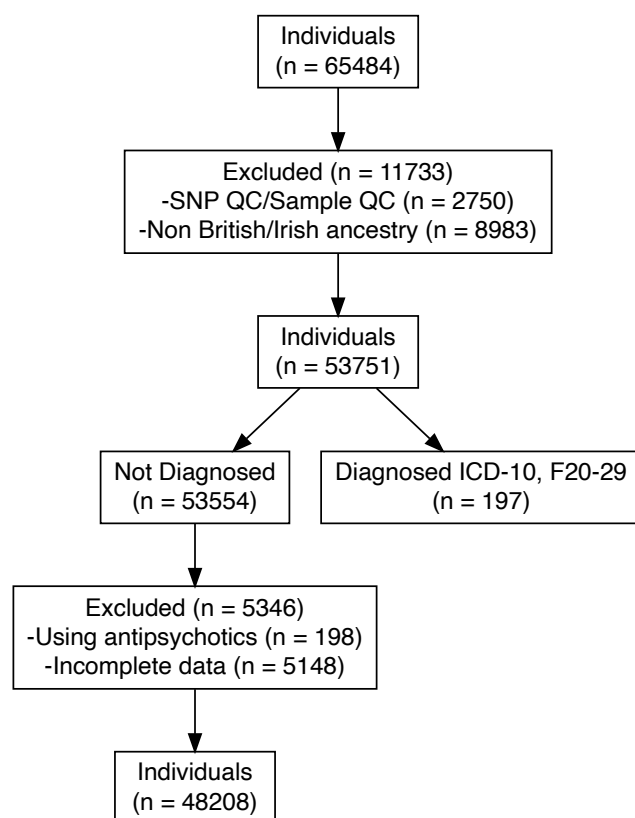 Individuals
(n = 65484)
Excluded (n = 11733)
-SNP QC/Sample QC (n = 2750)
-Non British/Irish ancestry (n = 8983)
Individuals
(n = 53751)
Not Diagnosed
(n = 53554)
Diagnosed ICD-10, F20-29
(n = 197)
Excluded (n = 5346)
-Using antipsychotics (n = 198)
-Incomplete data (n = 5148)
Individuals
(n = 48208)